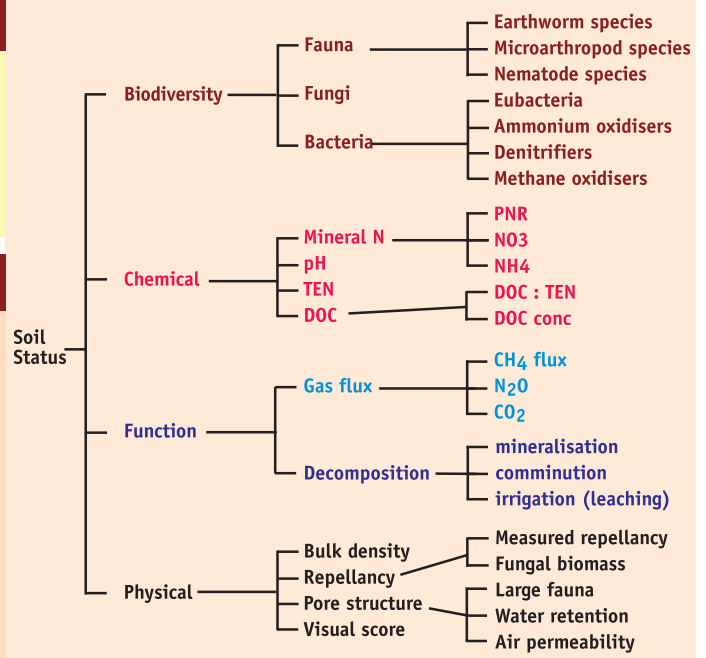 Soil
Status
Biodiversity
Fauna
Earthworm species
Microarthropod species
Nematode species
Fungi
Bacteria
Eubacteria
Ammonium oxidisers
Denitrifiers
Methane oxidisers
Chemical
Mineral N
PNR
NO3
NH4
pH
TEN
DOC
DOC : TEN
DOC conc
Function
Gas flux
CH4 flux
N2O
CO2
Decomposition
mineralisation
comminution
irrigation (leaching)
Physical
Bulk density
Repellancy
Measured repellancy
Fungal biomass
Pore structure
Large fauna
Water retention
Air permeability
Visual score